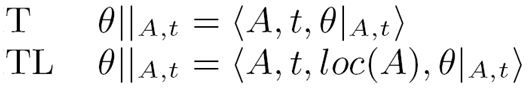 T θ||_{A,t} = ⟨A, t, θ|_{A,t}⟩
TL θ||_{A,t} = ⟨A, t, loc(A), θ|_{A,t}⟩